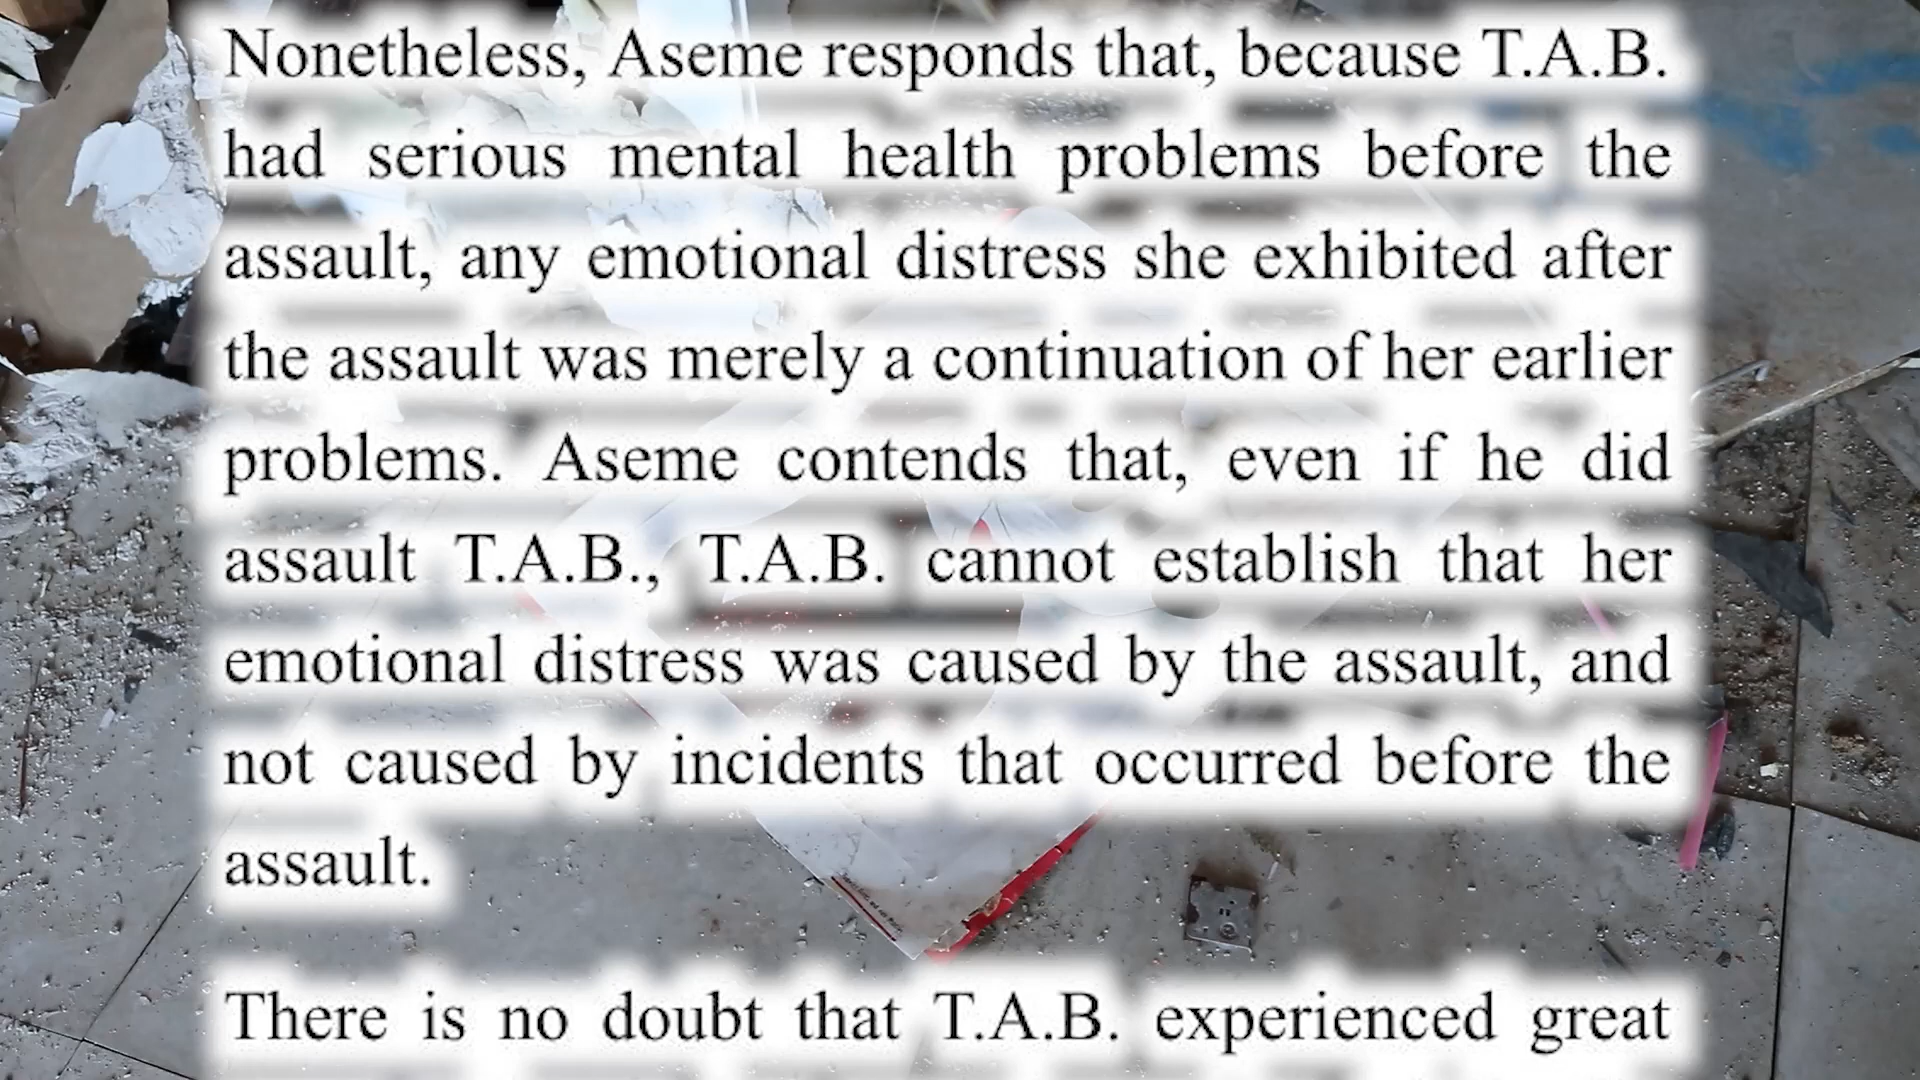 Nonetheless, Aseme responds that, because T.A.B.
had serious mental health problems before the
assault, any emotional distress she exhibited after
the assault was merely a continuation of her earlier
problems. Aseme contends that, even if he did
assault T.A.B., T.A.B. cannot establish that her
emotional distress was caused by the assault, and
not caused by incidents that occurred before the
assault.
There is no doubt that T.A.B. experienced great